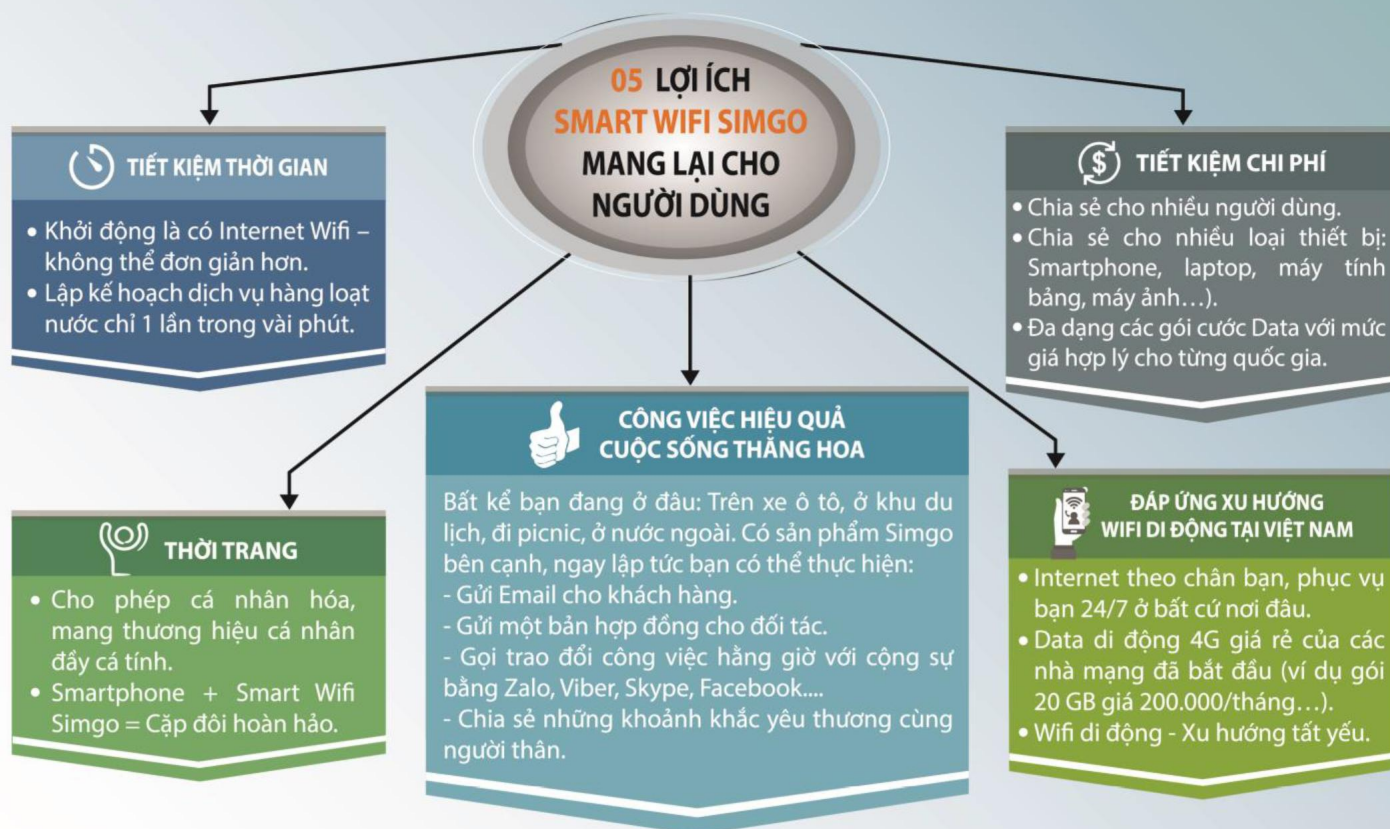 05 LỢI ÍCH
SMART WIFI SIMGO
MANG LẠI CHO
NGƯỜI DÙNG
TIẾT KIỆM THỜI GIAN
• Khởi động là có Internet Wifi –
không thể đơn giản hơn.
• Lập kế hoạch dịch vụ hàng loạt
nước chỉ 1 lần trong vài phút.
$ TIẾT KIỆM CHI PHÍ
• Chia sẻ cho nhiều người dùng.
• Chia sẻ cho nhiều loại thiết bị:
Smartphone, laptop, máy tính
bảng, máy ảnh…).
• Đa dạng các gói cước Data với mức
giá hợp lý cho từng quốc gia.
THỜI TRANG
• Cho phép cá nhân hóa,
mang thương hiệu cá nhân
đầy cá tính.
• Smartphone + Smart Wifi
Simgo = Cặp đôi hoàn hảo.
CÔNG VIỆC HIỆU QUẢ
CUỘC SỐNG THĂNG HOA
Bất kể bạn đang ở đâu: Trên xe ô tô, ở khu du
lịch, đi picnic, ở nước ngoài. Có sản phẩm Simgo
bên cạnh, ngay lập tức bạn có thể thực hiện:
- Gửi Email cho khách hàng.
- Gửi một bản hợp đồng cho đối tác.
- Gọi trao đổi công việc hằng giờ với cộng sự
bằng Zalo, Viber, Skype, Facebook....
- Chia sẻ những khoảnh khắc yêu thương cùng
người thân.
ĐÁP ỨNG XU HƯỚNG
WIFI DI ĐỘNG TẠI VIỆT NAM
• Internet theo chân bạn, phục vụ
bạn 24/7 ở bất cứ nơi đâu.
• Data di động 4G giá rẻ của các
nhà mạng đã bắt đầu (ví dụ gói
20 GB giá 200.000/tháng…).
• Wifi di động - Xu hướng tất yếu.